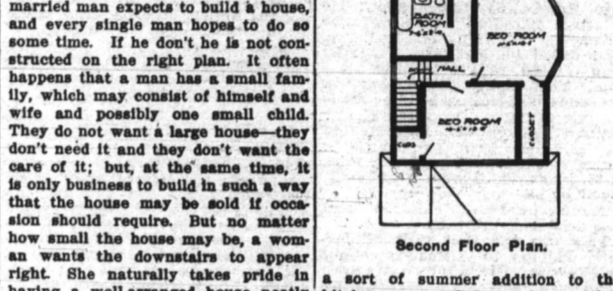 married man expects to build a house,
and every single man hopes to do so
some time. If he don't he is not con-
structed on the right plan. It often
happens that a man has a small fam-
ily, which may consist of himself and
wife and possibly one small child.
They do not want a large house—they
don't need it and they don't want the
care of it; but, at the same time, it
is only business to build in such a way
that the house may be sold if occa-
sion should require. But no matter
how small the house may be, a wom-
an wants the downstairs to appear
right. She naturally takes pride in
having a well-arranged house neatly
BATH
ROOM
BED ROOM
HALL
BED ROOM
CLOSET
Second Floor Plan.
a sort of summer addition to th